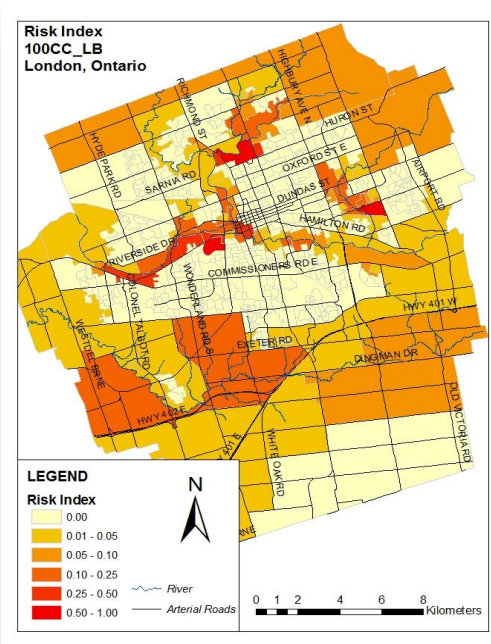 Risk Index
100CC_LB
London, Ontario
RICHMOND ST
HIGHBURY AVE N
HYDE PARK RD
HURON ST
SARNIA RD
OXFORD ST E
AIRPORT RD
DUNDAS ST
HAMILTON RD
RIVERSIDE DR
COMMISSIONERS RD E
COLONEL TALBOT RD
WONDERLAND RD S
HWY 401 W
WESTDEL BRNE
EXETER RD
DINGMAN DR
OLD VICTORIA RD
HWY 402 E
401 E
WHITE OAK RD
RNE
LEGEND
Risk Index
0.00
0.01 - 0.05
0.05 - 0.10
0.10 - 0.25
0.25 - 0.50
0.50 - 1.00
N
River
Arterial Roads
0 1 2 4 6 8
Kilometers